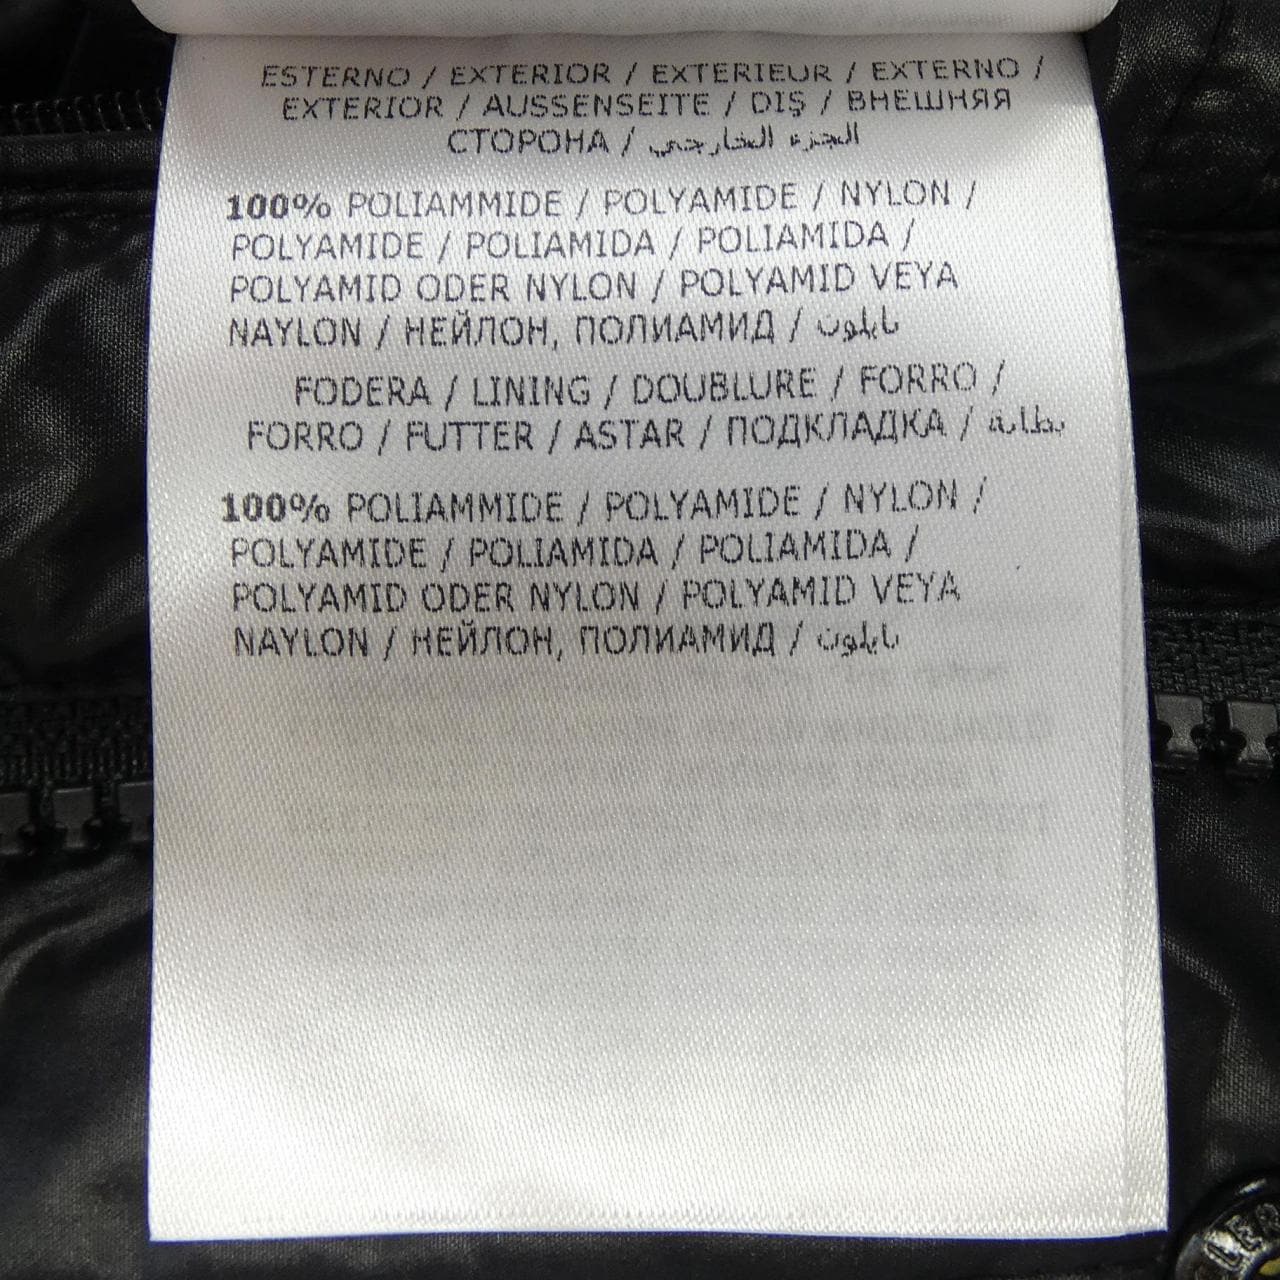 ESTERNO / EXTERIOR / EXTERIEUR / EXTERNO /
EXTERIOR / AUSSENSEITE / DIŞ / ВНЕШНЯЯ
СТОРОНА / الجزء الخارجي
100% POLIAMMIDE / POLYAMIDE / NYLON /
POLYAMIDE / POLIAMIDA / POLIAMIDA /
POLYAMID ODER NYLON / POLYAMID VEYA
NAYLON / НЕЙЛОН, ПОЛИАМИД / نايلون
FODERA / LINING / DOUBLURE / FORRO /
FORRO / FUTTER / ASTAR / ПОДКЛАДКА / بطانة
100% POLIAMMIDE / POLYAMIDE / NYLON /
POLYAMIDE / POLIAMIDA / POLIAMIDA /
POLYAMID ODER NYLON / POLYAMID VEYA
NAYLON / НЕЙЛОН, ПОЛИАМИД / نايلون